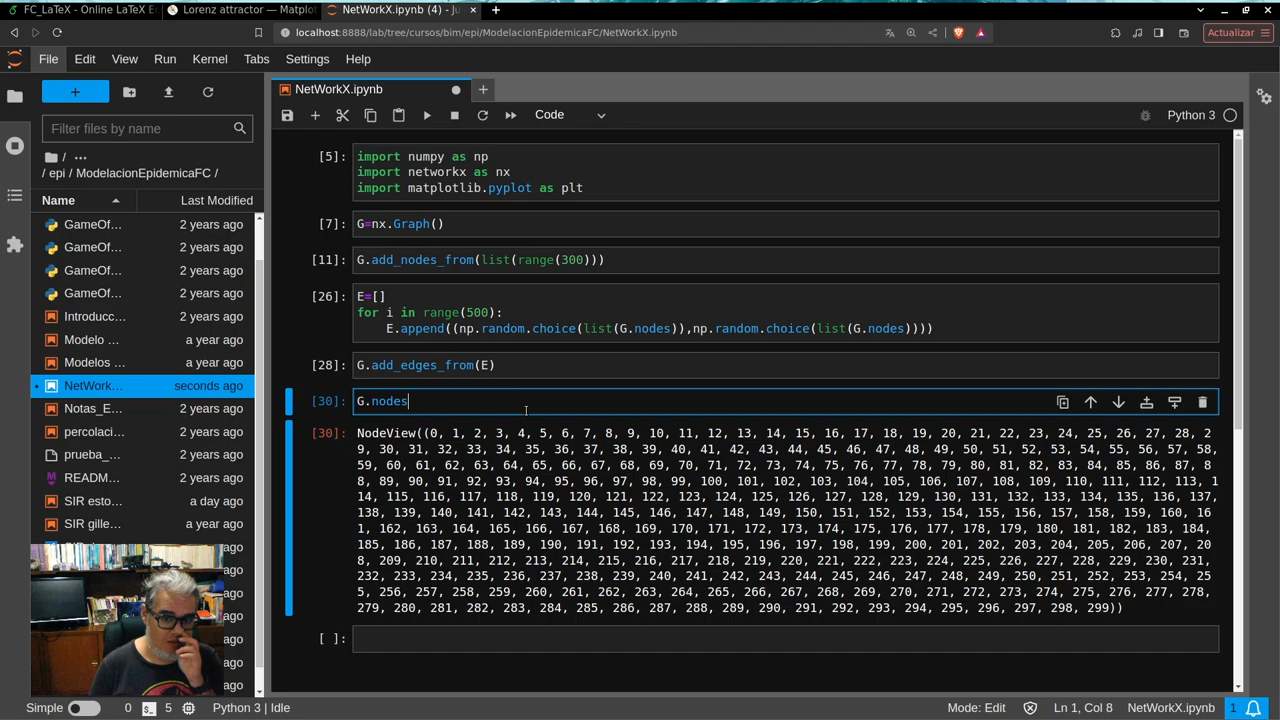 FC_LaTeX - Online LaTeX E
Lorenz attractor — Matplot
NetWorkX.ipynb (4) - Ju
localhost:8888/lab/tree/cursos/bim/epi/ModelacionEpidemicaFC/NetWorkX.ipynb
Actualizar
File Edit View Run Kernel Tabs Settings Help
NetWorkX.ipynb
Code
Python 3
Filter files by name
/ ...
/ epi / ModelacionEpidemicaFC /
Name Last Modified
GameOf... 2 years ago
GameOf... 2 years ago
GameOf... 2 years ago
GameOf... 2 years ago
Introducc... 2 years ago
Modelo ... a year ago
Modelos ... a year ago
NetWork... seconds ago
Notas_E... 2 years ago
percolaci... 2 years ago
prueba_... 2 years ago
READM... 2 years ago
SIR esto... a day ago
SIR gille... a year ago
ago
ago
ago
ago
ago
ago
ago
[5]: import numpy as np
import networkx as nx
import matplotlib.pyplot as plt
[7]: G=nx.Graph()
[11]: G.add_nodes_from(list(range(300)))
[26]: E=[]
for i in range(500):
E.append((np.random.choice(list(G.nodes)),np.random.choice(list(G.nodes))))
[28]: G.add_edges_from(E)
[30]: G.nodes
[30]: NodeView((0, 1, 2, 3, 4, 5, 6, 7, 8, 9, 10, 11, 12, 13, 14, 15, 16, 17, 18, 19, 20, 21, 22, 23, 24, 25, 26, 27, 28, 2
9, 30, 31, 32, 33, 34, 35, 36, 37, 38, 39, 40, 41, 42, 43, 44, 45, 46, 47, 48, 49, 50, 51, 52, 53, 54, 55, 56, 57, 58,
59, 60, 61, 62, 63, 64, 65, 66, 67, 68, 69, 70, 71, 72, 73, 74, 75, 76, 77, 78, 79, 80, 81, 82, 83, 84, 85, 86, 87, 8
8, 89, 90, 91, 92, 93, 94, 95, 96, 97, 98, 99, 100, 101, 102, 103, 104, 105, 106, 107, 108, 109, 110, 111, 112, 113, 1
14, 115, 116, 117, 118, 119, 120, 121, 122, 123, 124, 125, 126, 127, 128, 129, 130, 131, 132, 133, 134, 135, 136, 137,
138, 139, 140, 141, 142, 143, 144, 145, 146, 147, 148, 149, 150, 151, 152, 153, 154, 155, 156, 157, 158, 159, 160, 16
1, 162, 163, 164, 165, 166, 167, 168, 169, 170, 171, 172, 173, 174, 175, 176, 177, 178, 179, 180, 181, 182, 183, 184,
185, 186, 187, 188, 189, 190, 191, 192, 193, 194, 195, 196, 197, 198, 199, 200, 201, 202, 203, 204, 205, 206, 207, 20
8, 209, 210, 211, 212, 213, 214, 215, 216, 217, 218, 219, 220, 221, 222, 223, 224, 225, 226, 227, 228, 229, 230, 231,
232, 233, 234, 235, 236, 237, 238, 239, 240, 241, 242, 243, 244, 245, 246, 247, 248, 249, 250, 251, 252, 253, 254, 25
5, 256, 257, 258, 259, 260, 261, 262, 263, 264, 265, 266, 267, 268, 269, 270, 271, 272, 273, 274, 275, 276, 277, 278,
279, 280, 281, 282, 283, 284, 285, 286, 287, 288, 289, 290, 291, 292, 293, 294, 295, 296, 297, 298, 299))
[ ]:
Simple 0 5 Python 3 | Idle Mode: Edit Ln 1, Col 8 NetWorkX.ipynb 1